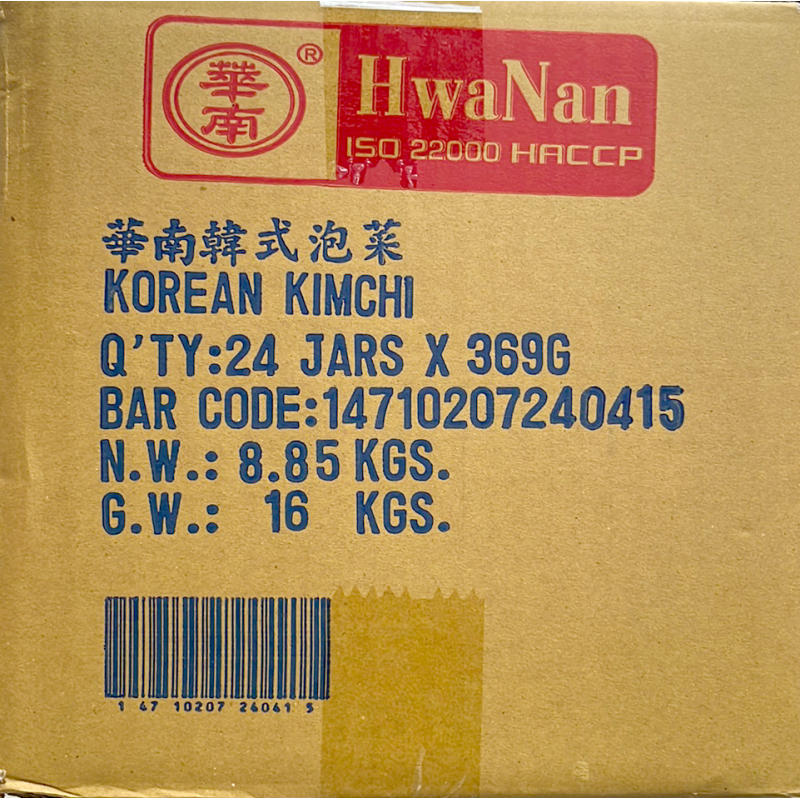 華南 ®
HwaNan
ISO 22000 HACCP
華南韓式泡菜
KOREAN KIMCHI
Q'TY:24 JARS X 369G
BAR CODE:14710207240415
N.W.: 8.85 KGS.
G.W.: 16 KGS.
1 47 10207 24041 5